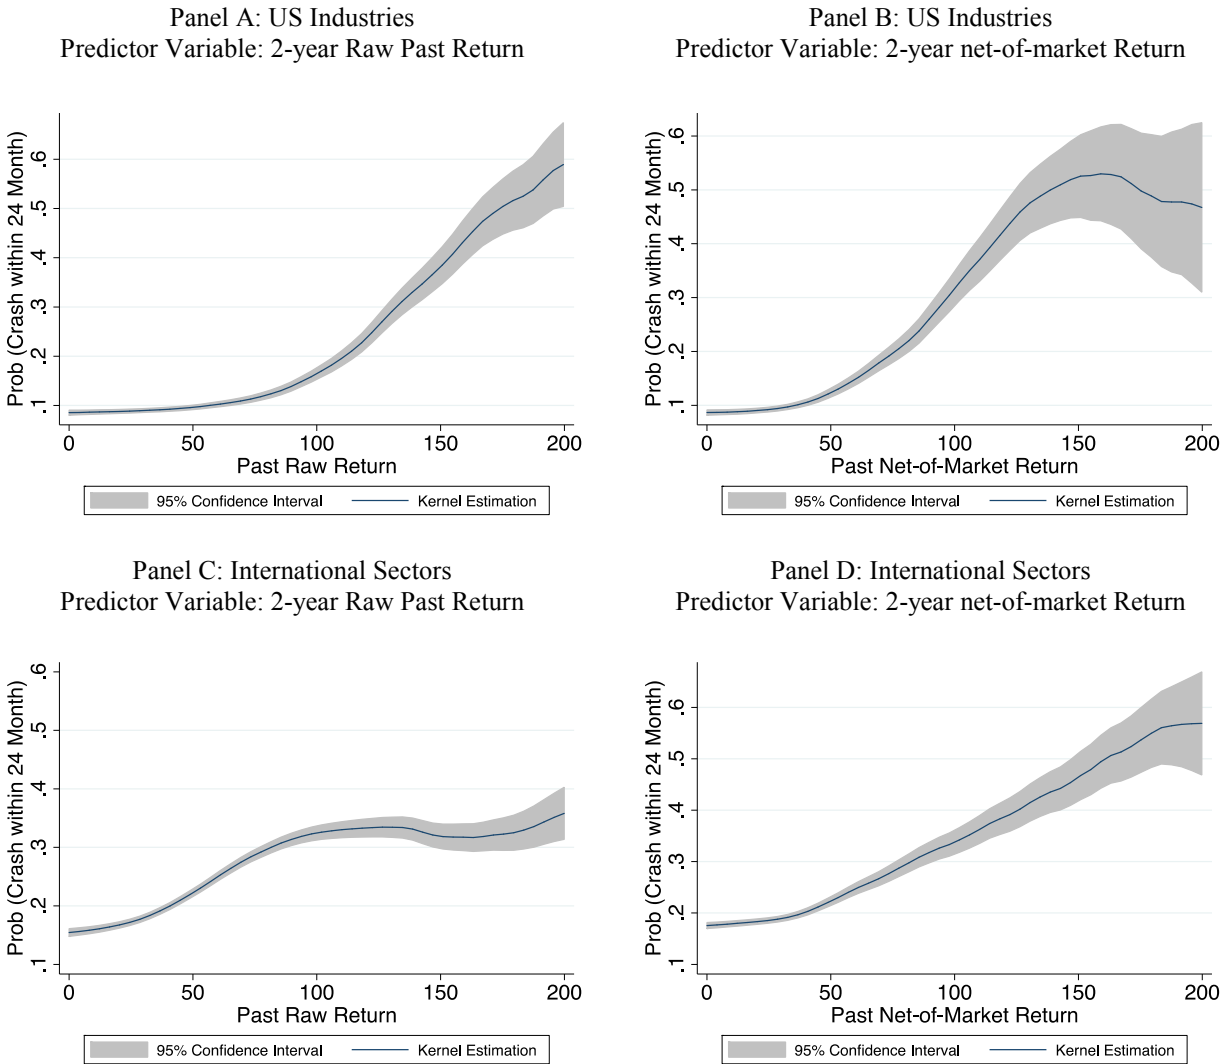 Panel A: US Industries
Predictor Variable: 2-year Raw Past Return
Prob (Crash within 24 Month)
.6
.5
.4
.3
.2
.1
0 50 100 150 200
Past Raw Return
95% Confidence Interval Kernel Estimation
Panel B: US Industries
Predictor Variable: 2-year net-of-market Return
Prob (Crash within 24 Month)
.6
.5
.4
.3
.2
.1
0 50 100 150 200
Past Net-of-Market Return
95% Confidence Interval Kernel Estimation
Panel C: International Sectors
Predictor Variable: 2-year Raw Past Return
Prob (Crash within 24 Month)
.6
.5
.4
.3
.2
.1
0 50 100 150 200
Past Raw Return
95% Confidence Interval Kernel Estimation
Panel D: International Sectors
Predictor Variable: 2-year net-of-market Return
Prob (Crash within 24 Month)
.6
.5
.4
.3
.2
.1
0 50 100 150 200
Past Net-of-Market Return
95% Confidence Interval Kernel Estimation